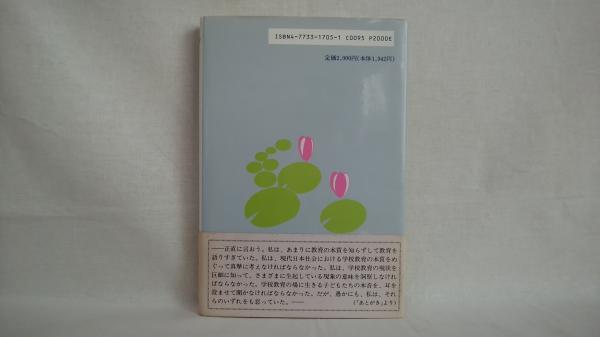 ISBN4-7733-1705-1 C0095 P2000E
定価2,000円(本体1,942円)
――正直に言おう。私は、あまりに教育の本質を知らずして教育を
語りすぎていた。私は、現代日本社会における学校教育の本質をめ
ぐって真摯に考えなければならなかった。私は、学校教育の現状を
巨細に知って、さまざまに生起している現象の意味を洞察しなけれ
ばならなかった。学校教育の場に生きる子どもたちの本音を、耳を
澄ませて聞かなければならなかった。だが、愚かにも、私は、それ
らのいずれをも怠っていた。――
(「あとがき」より)